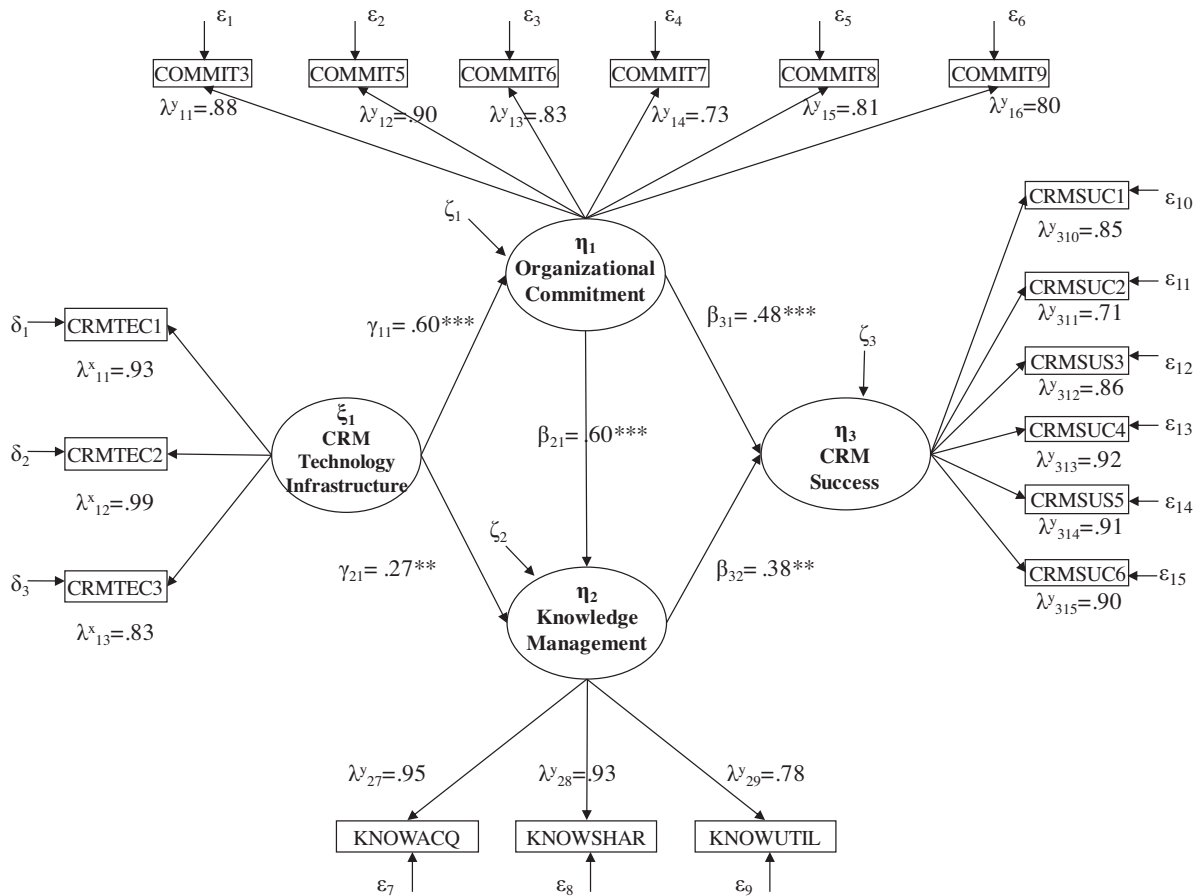 ε1 ε2 ε3 ε4 ε5 ε6
COMMIT3 COMMIT5 COMMIT6 COMMIT7 COMMIT8 COMMIT9
λy11=.88 λy12=.90 λy13=.83 λy14=.73 λy15=.81 λy16=80
CRMSUC1 ε10
λy310=.85
ζ1
η1
Organizational
Commitment
CRMSUC2 ε11
λy311=.71
δ1 CRMTEC1
λx11=.93
γ11= .60***
β31= .48***
ζ3
CRMSUS3 ε12
λy312=.86
ξ1
CRM
Technology
Infrastructure
β21= .60***
η3
CRM
Success
CRMSUC4 ε13
λy313=.92
δ2 CRMTEC2
λx12=.99
CRMSUS5 ε14
λy314=.91
ζ2
γ21= .27**
β32= .38**
δ3 CRMTEC3
λx13=.83
η2
Knowledge
Management
CRMSUC6 ε15
λy315=.90
λy27=.95 λy28=.93 λy29=.78
KNOWACQ KNOWSHAR KNOWUTIL
ε7 ε8 ε9